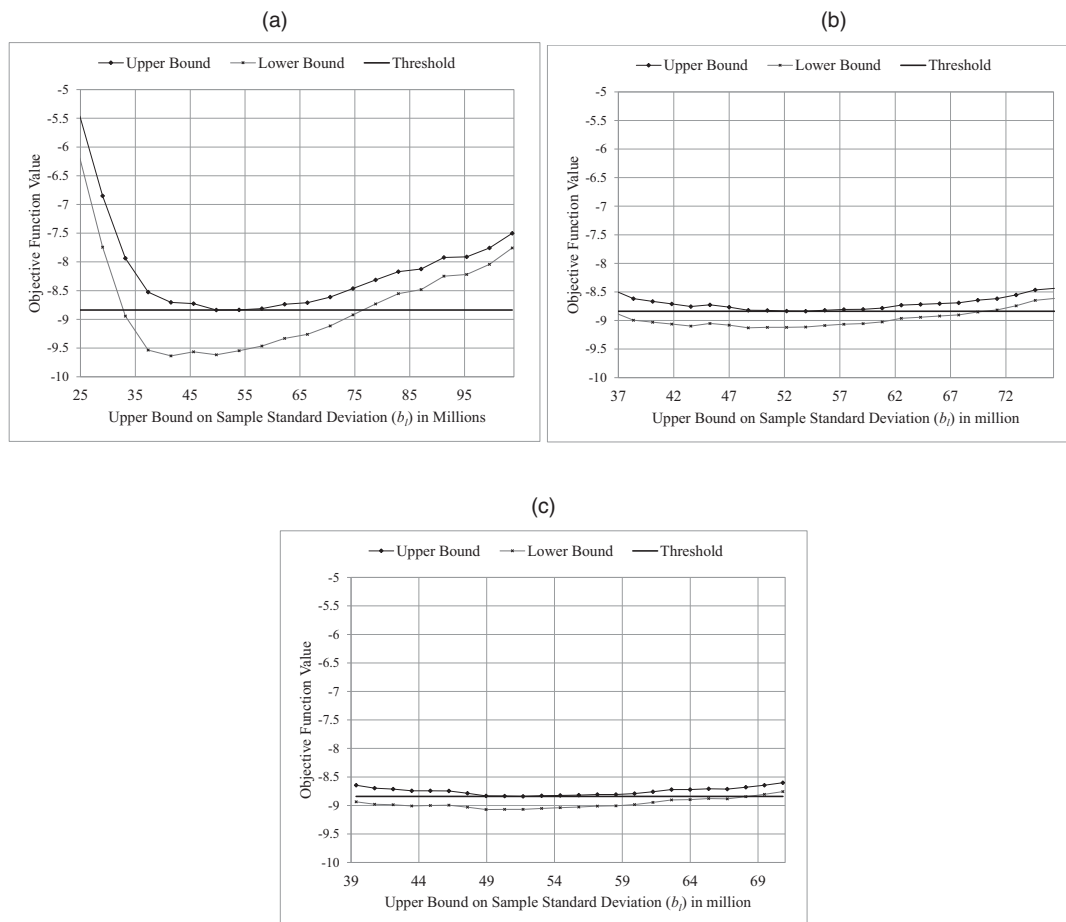 (a)
Upper Bound Lower Bound Threshold
-5
-5.5
-6
-6.5
-7
-7.5
-8
-8.5
-9
-9.5
-10
Objective Function Value
25 35 45 55 65 75 85 95
Upper Bound on Sample Standard Deviation (bl) in Millions
(b)
Upper Bound Lower Bound Threshold
-5
-5.5
-6
-6.5
-7
-7.5
-8
-8.5
-9
-9.5
-10
Objective Function Value
37 42 47 52 57 62 67 72
Upper Bound on Sample Standard Deviation (bl) in million
(c)
Upper Bound Lower Bound Threshold
-5
-5.5
-6
-6.5
-7
-7.5
-8
-8.5
-9
-9.5
-10
Objective Function Value
39 44 49 54 59 64 69
Upper Bound on Sample Standard Deviation (bl) in million